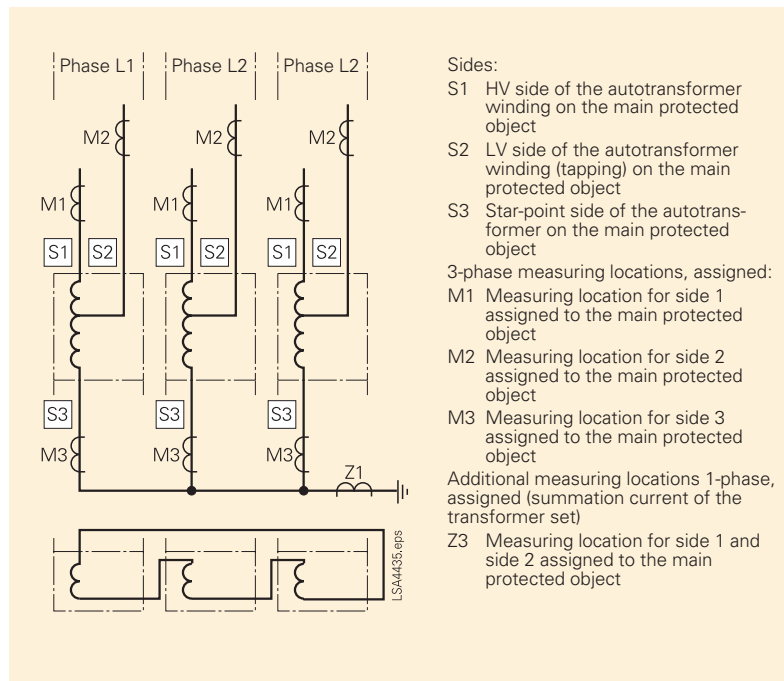 Phase L1 Phase L2 Phase L2
M2 M2 M2
M1 M1 M1
S1 S2 S1 S2 S1 S2
S3 S3 S3
M3 M3 M3
Z1
LSA4435.eps
Sides:
S1 HV side of the autotransformer
winding on the main protected
object
S2 LV side of the autotransformer
winding (tapping) on the main
protected object
S3 Star-point side of the autotrans-
former on the main protected
object
3-phase measuring locations, assigned:
M1 Measuring location for side 1
assigned to the main protected
object
M2 Measuring location for side 2
assigned to the main protected
object
M3 Measuring location for side 3
assigned to the main protected
object
Additional measuring locations 1-phase,
assigned (summation current of the
transformer set)
Z3 Measuring location for side 1 and
side 2 assigned to the main
protected object